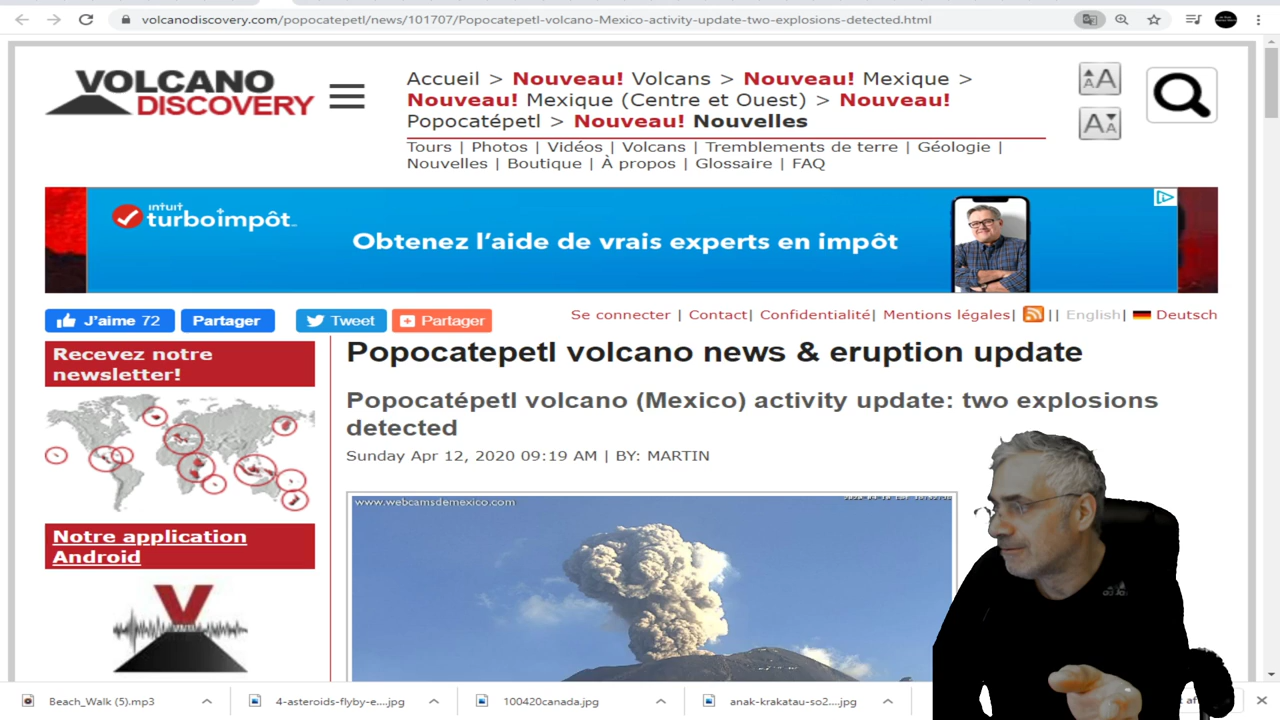 volcanodiscovery.com/popocatepetl/news/101707/Popocatepetl-volcano-Mexico-activity-update-two-explosions-detected.html
VOLCANO
DISCOVERY
Accueil > Nouveau! Volcans > Nouveau! Mexique >
Nouveau! Mexique (Centre et Ouest) > Nouveau!
Popocatépetl > Nouveau! Nouvelles
Tours | Photos | Vidéos | Volcans | Tremblements de terre | Géologie |
Nouvelles | Boutique | À propos | Glossaire | FAQ
AA
AA
intuit
turboimpôt
Obtenez l'aide de vrais experts en impôt
J'aime 72
Partager
Tweet
Partager
Se connecter | Contact| Confidentialité| Mentions légales| || English| Deutsch
Recevez notre
newsletter!
Notre application
Android
Popocatepetl volcano news & eruption update
Popocatépetl volcano (Mexico) activity update: two explosions
detected
Sunday Apr 12, 2020 09:19 AM | BY: MARTIN
www.webcamsdemexico.com
Beach_Walk (5).mp3
4-asteroids-flyby-e....jpg
100420canada.jpg
anak-krakatau-so2....jpg